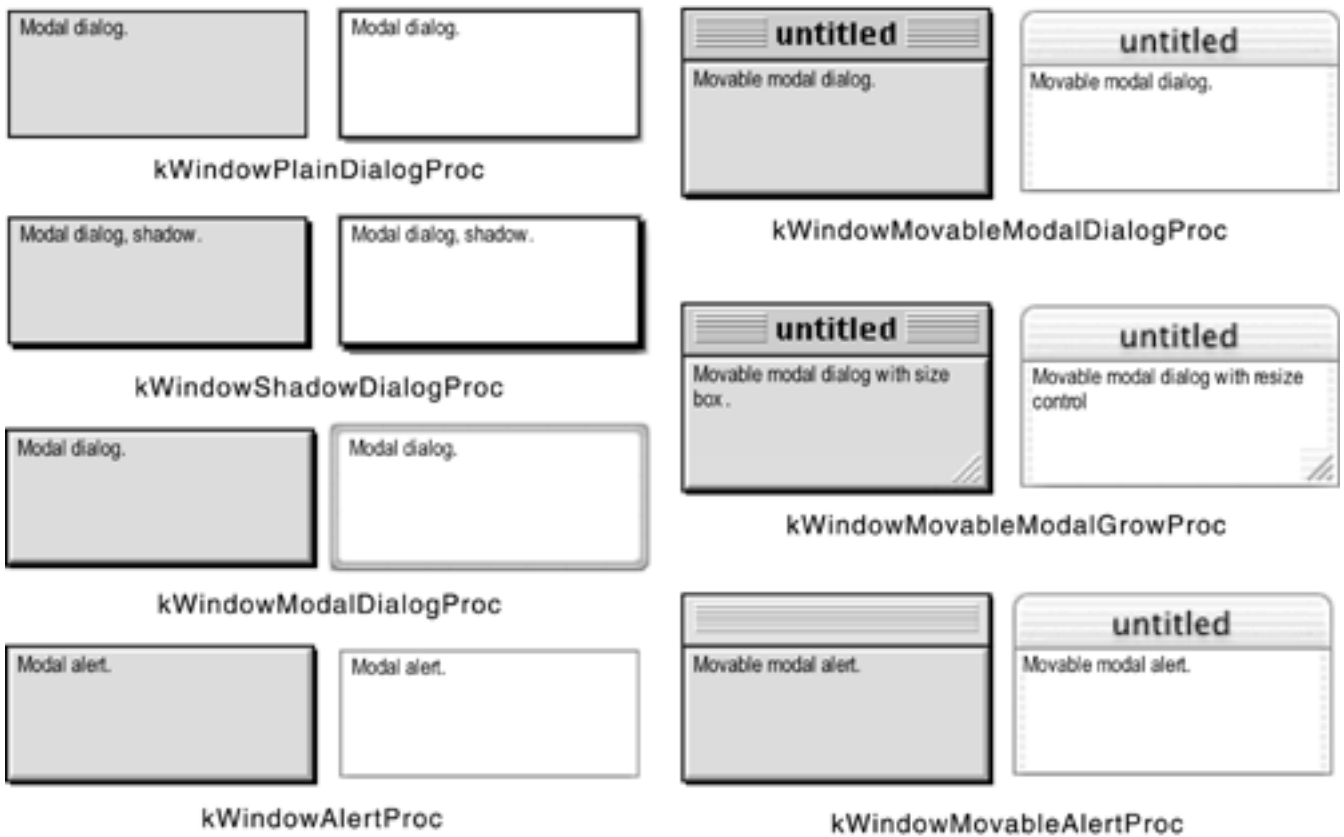 Modal dialog.
Modal dialog.
kWindowPlainDialogProc
Modal dialog, shadow.
Modal dialog, shadow.
kWindowShadowDialogProc
Modal dialog.
Modal dialog.
kWindowModalDialogProc
Modal alert.
Modal alert.
kWindowAlertProc
untitled
Movable modal dialog.
untitled
Movable modal dialog.
kWindowMovableModalDialogProc
untitled
Movable modal dialog with size
box.
untitled
Movable modal dialog with resize
control
kWindowMovableModalGrowProc
Movable modal alert.
untitled
Movable modal alert.
kWindowMovableAlertProc